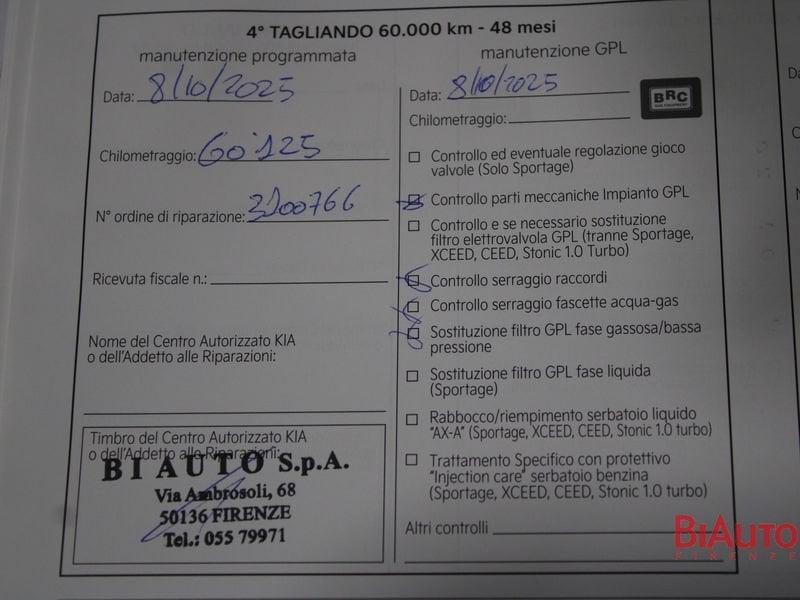 4° TAGLIANDO 60.000 km - 48 mesi
manutenzione programmata
Data: 8/10/2025
Chilometraggio: 60'125
N° ordine di riparazione: 3100766
Ricevuta fiscale n.:
Nome del Centro Autorizzato KIA
o dell'Addetto alle Riparazioni:
Timbro del Centro Autorizzato KIA
o dell'Addetto alle Riparazioni:
BI AUTO S.p.A.
Via Ambrosoli, 68
50136 FIRENZE
Tel.: 055 79971
manutenzione GPL
Data: 8/10/2025
BRC
GAS EQUIPMENT
Chilometraggio:
Controllo ed eventuale regolazione gioco
valvole (Solo Sportage)
Controllo parti meccaniche Impianto GPL
Controllo e se necessario sostituzione
filtro elettrovalvola GPL (tranne Sportage,
XCEED, CEED, Stonic 1.0 Turbo)
Controllo serraggio raccordi
Controllo serraggio fascette acqua-gas
Sostituzione filtro GPL fase gassosa/bassa
pressione
Sostituzione filtro GPL fase liquida
(Sportage)
Rabbocco/riempimento serbatoio liquido
"AX-A" (Sportage, XCEED, CEED, Stonic 1.0 turbo)
Trattamento Specifico con protettivo
"Injection care" serbatoio benzina
(Sportage, XCEED, CEED, Stonic 1.0 turbo)
Altri controlli
BIAUTO
FIRENZE